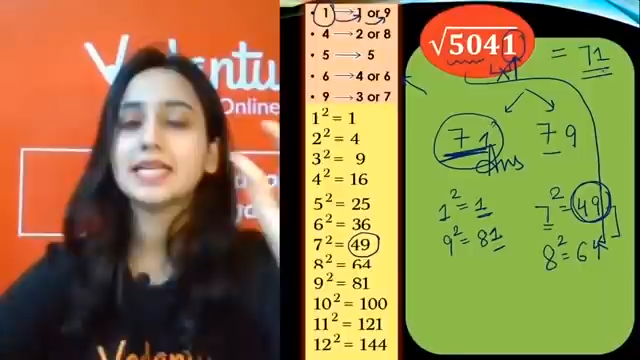 Vedantu
Online
Vedantu
• 1 → 1 or 9
• 4 → 2 or 8
• 5 → 5
• 6 → 4 or 6
• 9 → 3 or 7
1² = 1
2² = 4
3² = 9
4² = 16
5² = 25
6² = 36
7² = 49
8² = 64
9² = 81
10² = 100
11² = 121
12² = 144
√5041 = 71
71 79
Ans
1² = 1
9² = 81
7² = 49
8² = 64